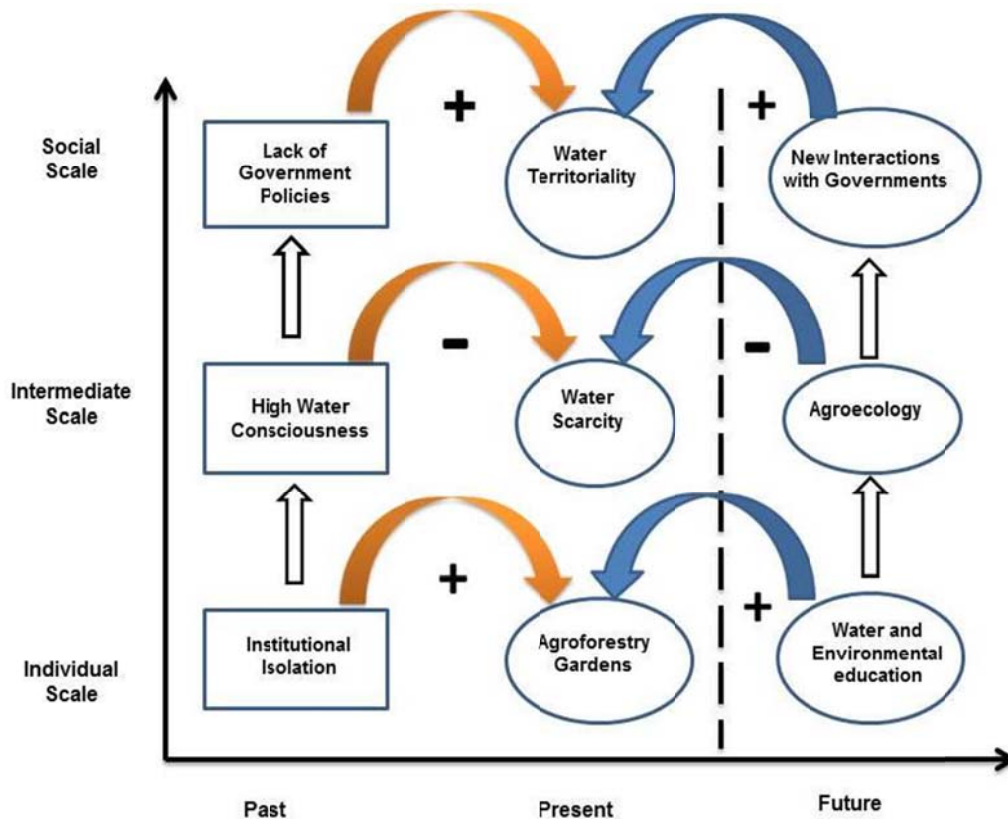 Social
Scale
Lack of
Government
Policies
+
Water
Territoriality
+
New Interactions
with Governments
Intermediate
Scale
High Water
Consciousness
-
Water
Scarcity
-
Agroecology
Individual
Scale
Institutional
Isolation
+
Agroforestry
Gardens
+
Water and
Environmental
education
Past
Present
Future